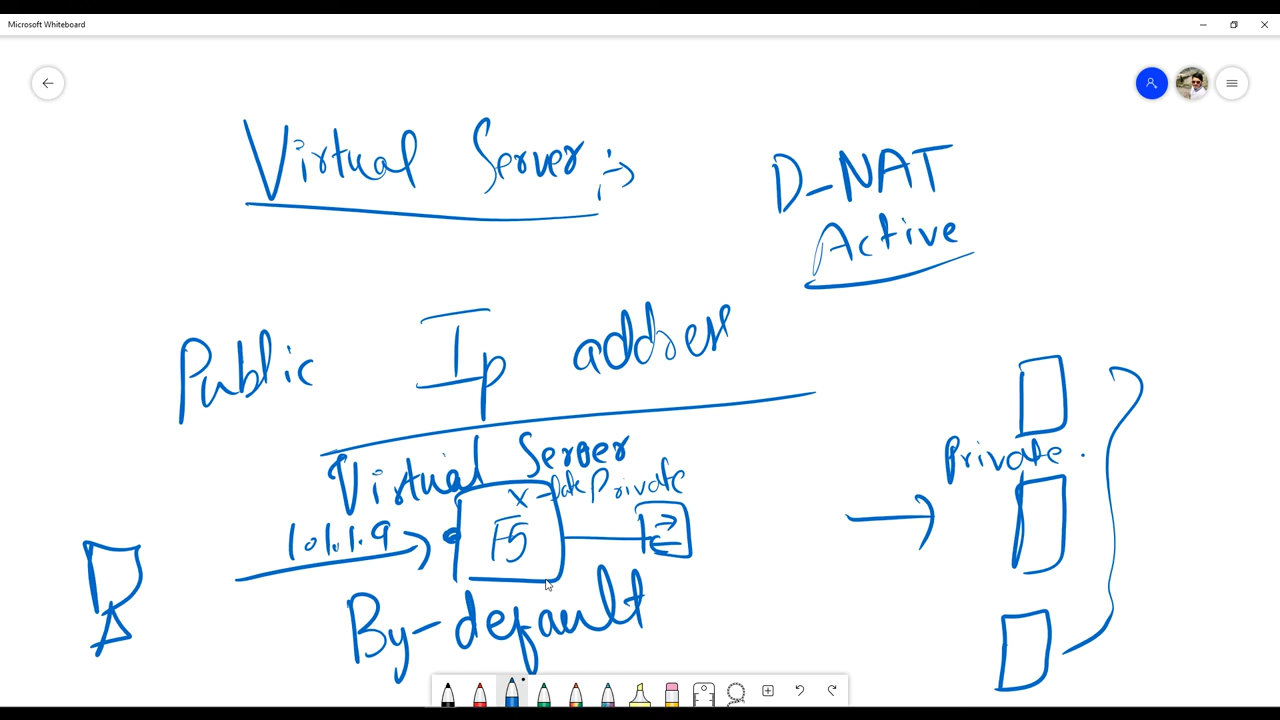 Microsoft Whiteboard
Virtual Server :->
D-NAT
Active
Public Ip address
Virtual Server
X- Private
Private .
10.1.1.9
F5
By-default